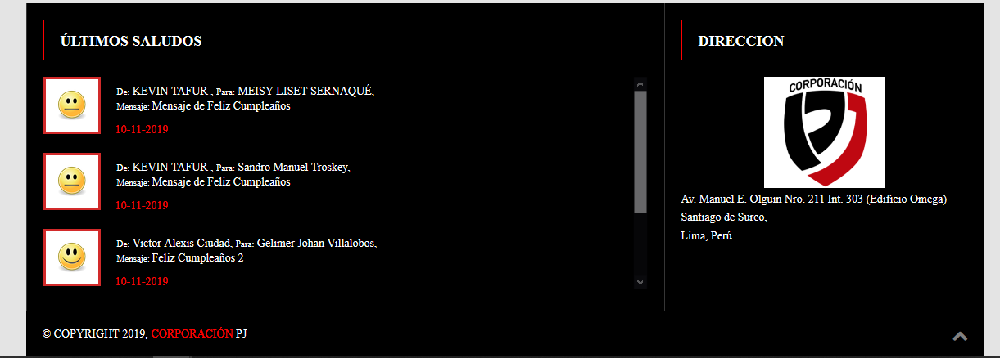 ÚLTIMOS SALUDOS
De: KEVIN TAFUR , Para: MEISY LISET SERNAQUÉ,
Mensaje: Mensaje de Feliz Cumpleaños
10-11-2019
De: KEVIN TAFUR , Para: Sandro Manuel Troskey,
Mensaje: Mensaje de Feliz Cumpleaños
10-11-2019
De: Victor Alexis Ciudad, Para: Gelimer Johan Villalobos,
Mensaje: Feliz Cumpleaños 2
10-11-2019
DIRECCION
CORPORACIÓN
PJ
Av. Manuel E. Olguin Nro. 211 Int. 303 (Edificio Omega)
Santiago de Surco,
Lima, Perú
© COPYRIGHT 2019, CORPORACIÓN PJ